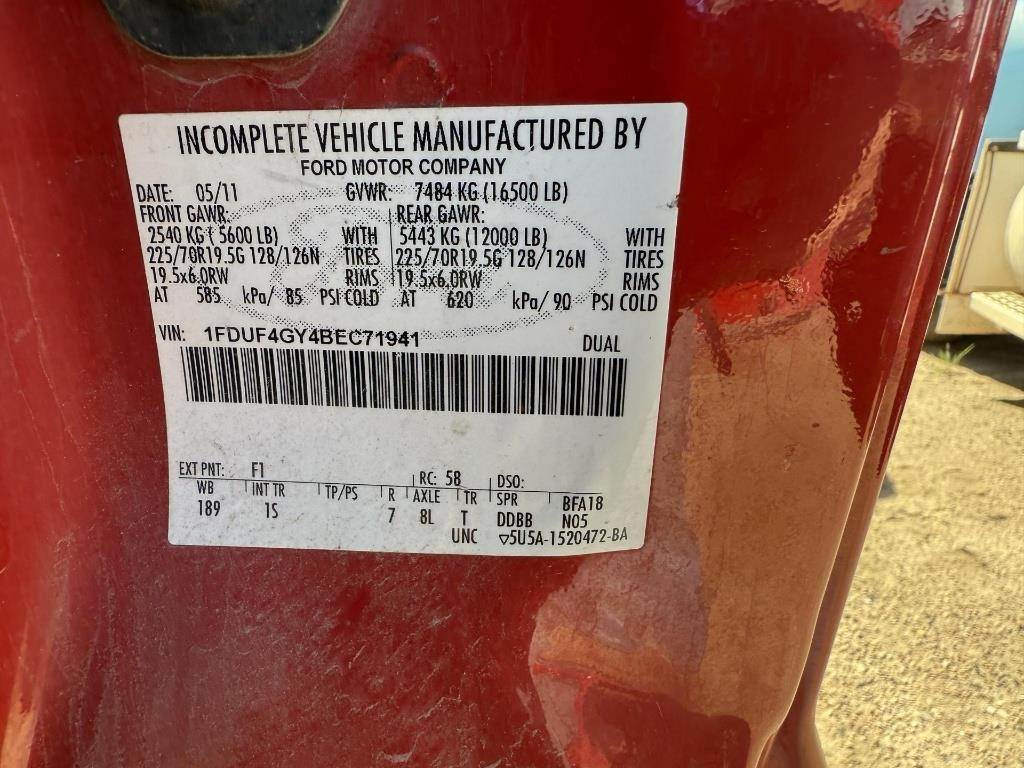 INCOMPLETE VEHICLE MANUFACTURED BY
FORD MOTOR COMPANY
DATE: 05/11 GVWR: 7484 KG (16500 LB)
FRONT GAWR: REAR GAWR:
2540 KG ( 5600 LB) WITH 5443 KG (12000 LB) WITH
225/70R19.5G 128/126N TIRES 225/70R19.5G 128/126N TIRES
19.5x6.0RW RIMS 19.5x6.0RW RIMS
AT 585 kPa/ 85 PSI COLD AT 620 kPa/ 90 PSI COLD
VIN: 1FDUF4GY4BEC71941 DUAL
EXT PNT: F1 RC: 58 DSO:
WB INT TR TP/PS R AXLE TR SPR BFA18
189 1S 7 8L T DDBB N05
UNC ▽5U5A-1520472-BA